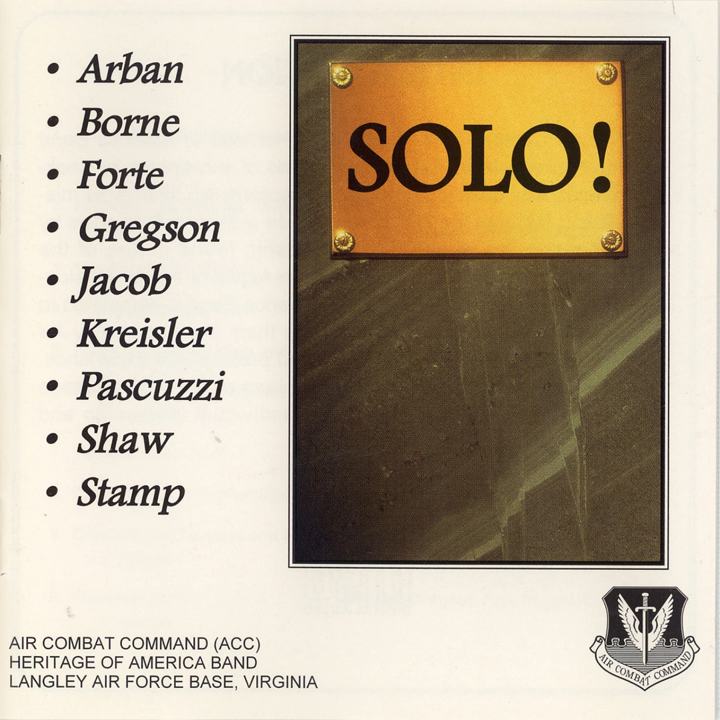 • Arban
• Borne
• Forte
• Gregson
• Jacob
• Kreisler
• Pascuzzi
• Shaw
• Stamp
SOLO!
AIR COMBAT COMMAND (ACC)
HERITAGE OF AMERICA BAND
LANGLEY AIR FORCE BASE, VIRGINIA
AIR COMBAT COMMAND